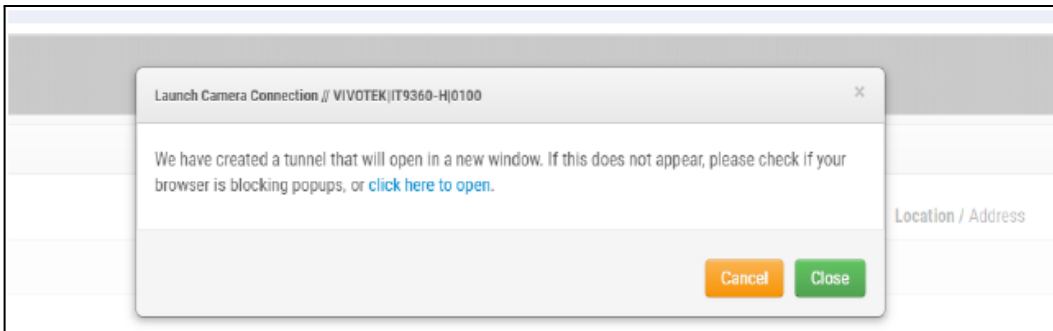 Launch Camera Connection // VIVOTEK|IT9360-H|0100 ×
We have created a tunnel that will open in a new window. If this does not appear, please check if your
browser is blocking popups, or click here to open.
Location / Address
Cancel Close